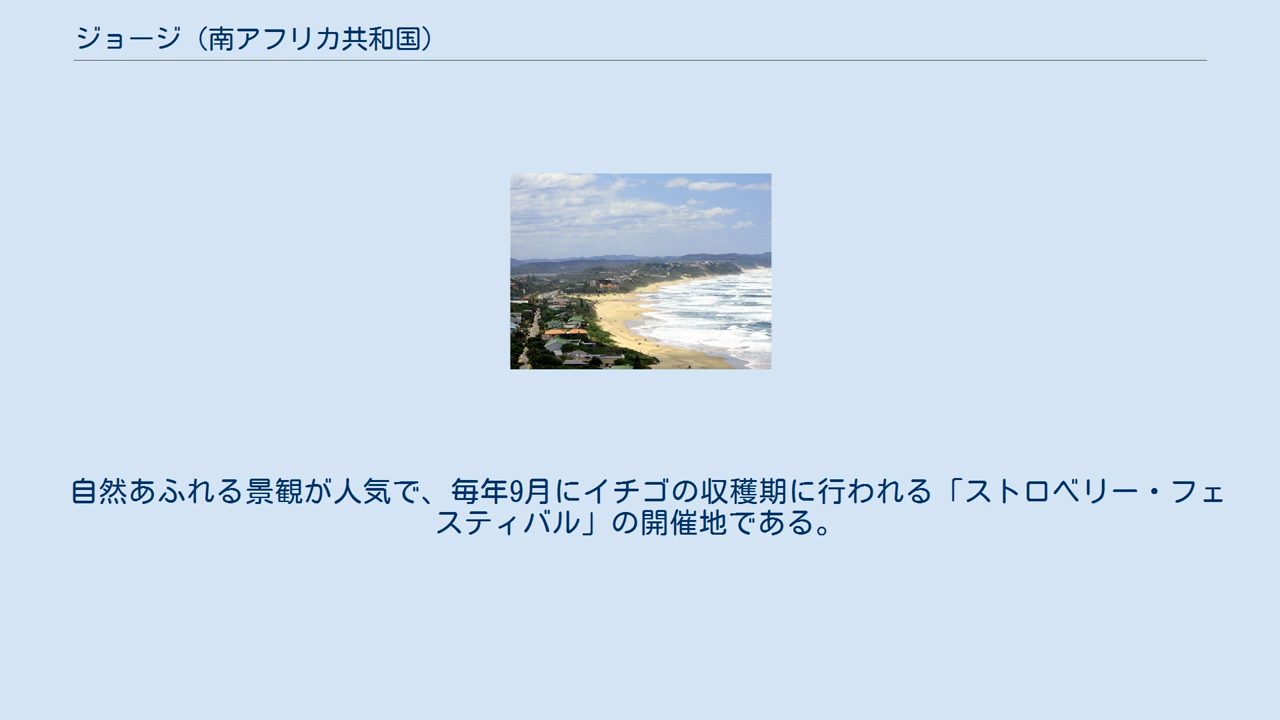 ジョージ（南アフリカ共和国）
自然あふれる景観が人気で、毎年9月にイチゴの収穫期に行われる「ストロベリー・フェ
スティバル」の開催地である。